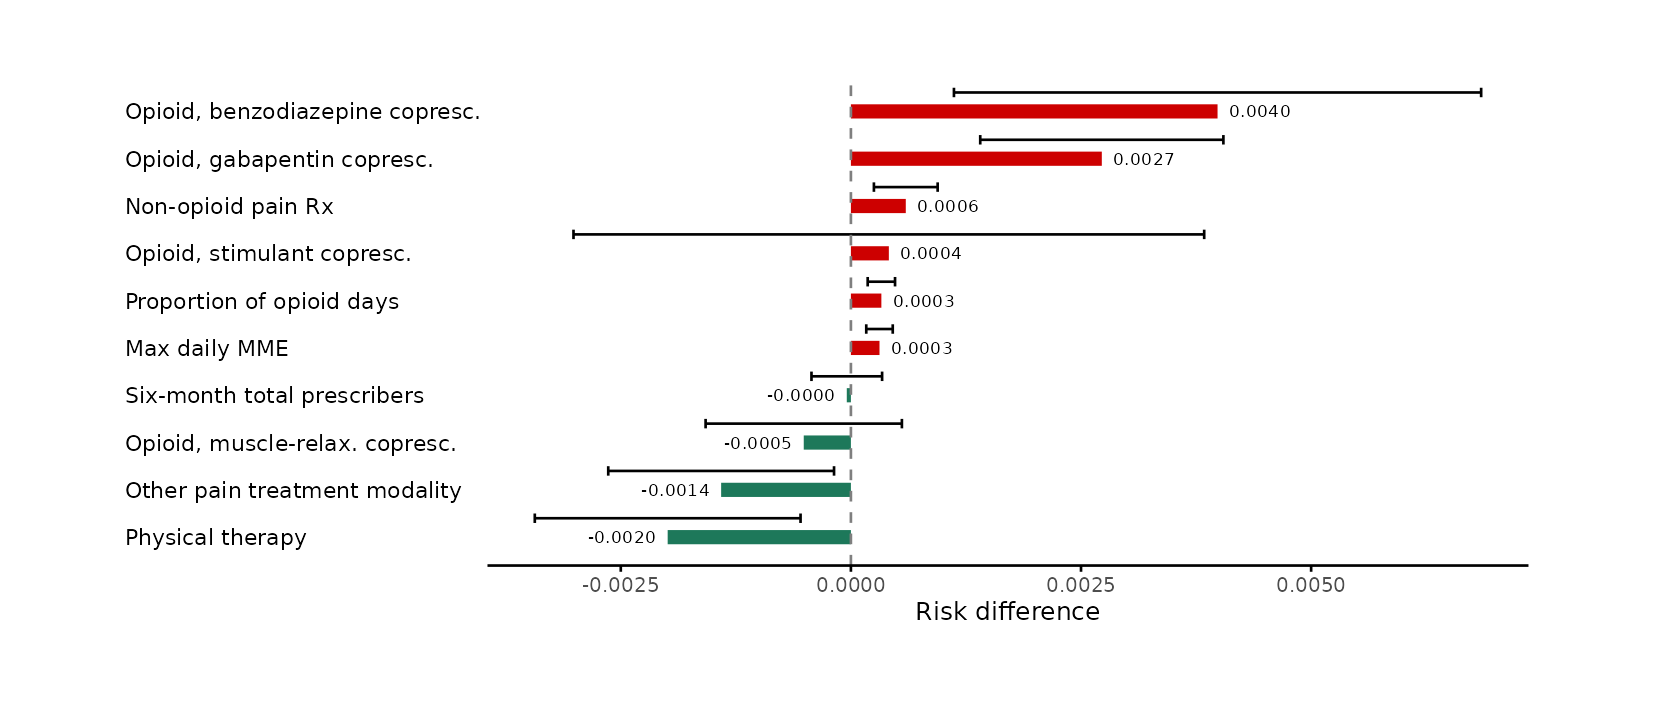 Opioid, benzodiazepine copresc. 0.0040
Opioid, gabapentin copresc. 0.0027
Non-opioid pain Rx 0.0006
Opioid, stimulant copresc. 0.0004
Proportion of opioid days 0.0003
Max daily MME 0.0003
Six-month total prescribers -0.0000
Opioid, muscle-relax. copresc. -0.0005
Other pain treatment modality -0.0014
Physical therapy -0.0020
-0.0025 0.0000 0.0025 0.0050
Risk difference